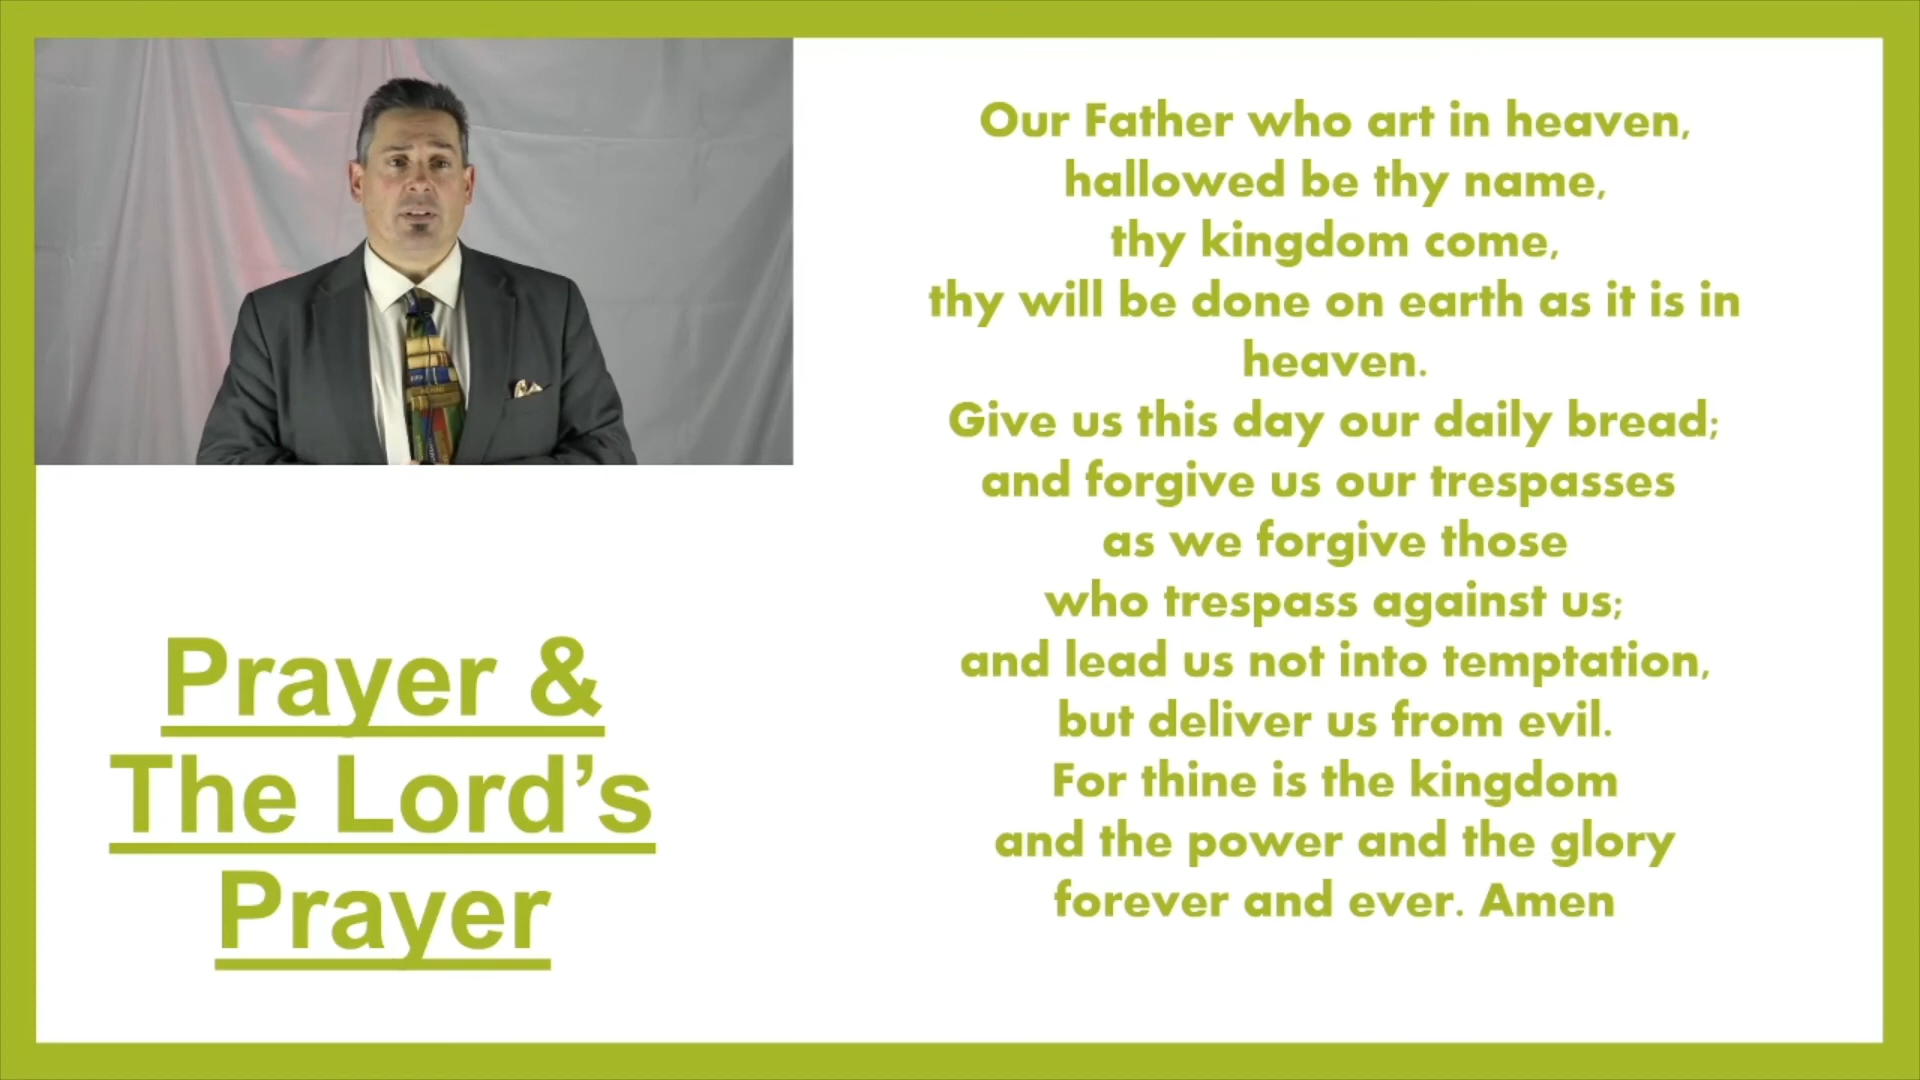 Prayer &
The Lord’s
Prayer
Our Father who art in heaven,
hallowed be thy name,
thy kingdom come,
thy will be done on earth as it is in
heaven.
Give us this day our daily bread;
and forgive us our trespasses
as we forgive those
who trespass against us;
and lead us not into temptation,
but deliver us from evil.
For thine is the kingdom
and the power and the glory
forever and ever. Amen